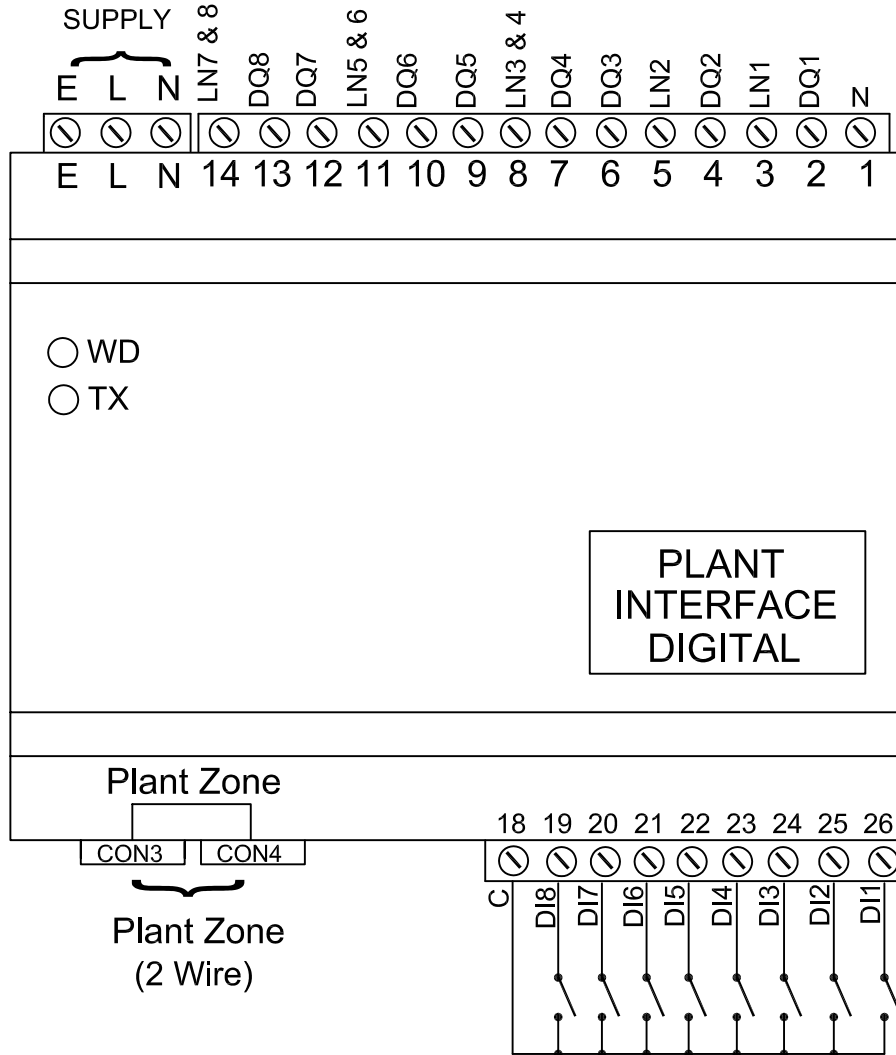 SUPPLY
E L N LN7 & 8 DQ8 DQ7 LN5 & 6 DQ6 DQ5 LN3 & 4 DQ4 DQ3 LN2 DQ2 LN1 DQ1 N
E L N 14 13 12 11 10 9 8 7 6 5 4 3 2 1
WD
TX
PLANT
INTERFACE
DIGITAL
Plant Zone
18 19 20 21 22 23 24 25 26
CON3 CON4
C DI8 DI7 DI6 DI5 DI4 DI3 DI2 DI1
Plant Zone
(2 Wire)